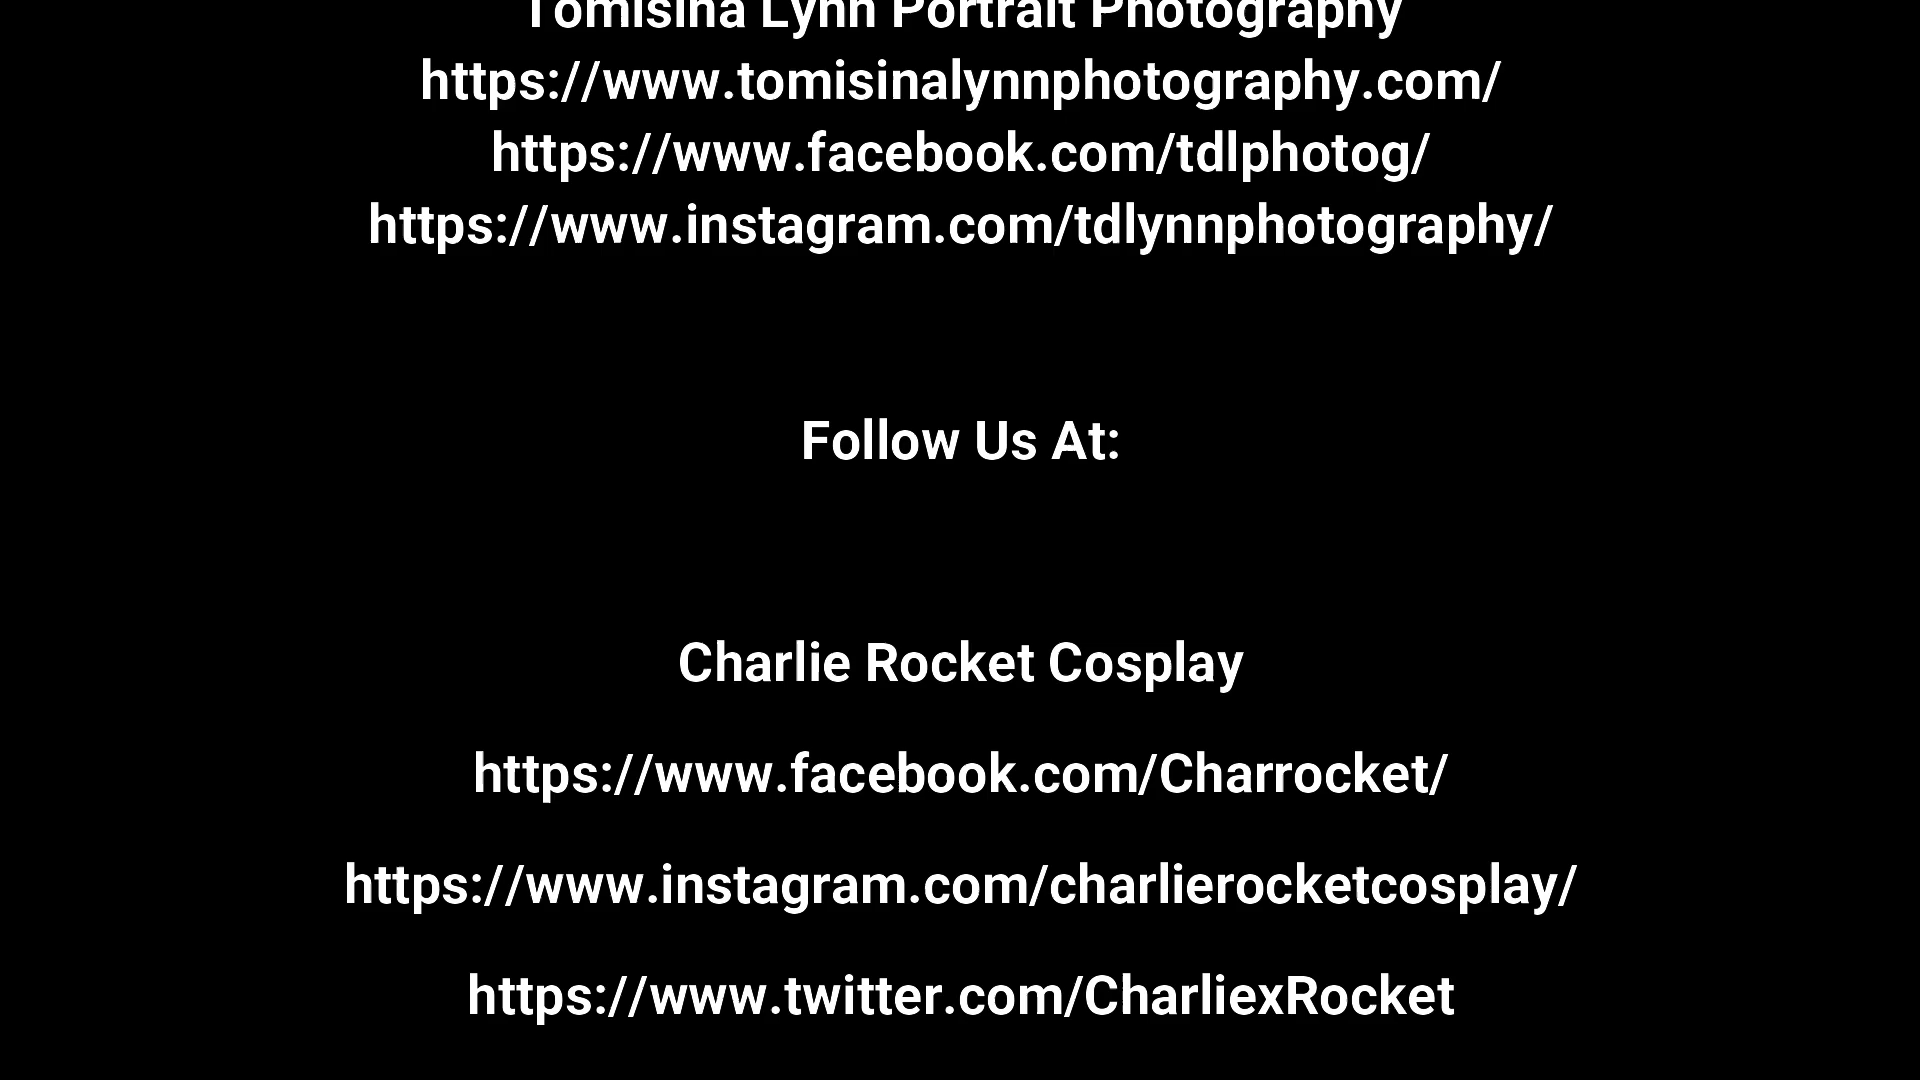 Tomisina Lynn Portrait Photography
https://www.tomisinalynnphotography.com/
https://www.facebook.com/tdlphotog/
https://www.instagram.com/tdlynnphotography/
Follow Us At:
Charlie Rocket Cosplay
https://www.facebook.com/Charrocket/
https://www.instagram.com/charlierocketcosplay/
https://www.twitter.com/CharliexRocket